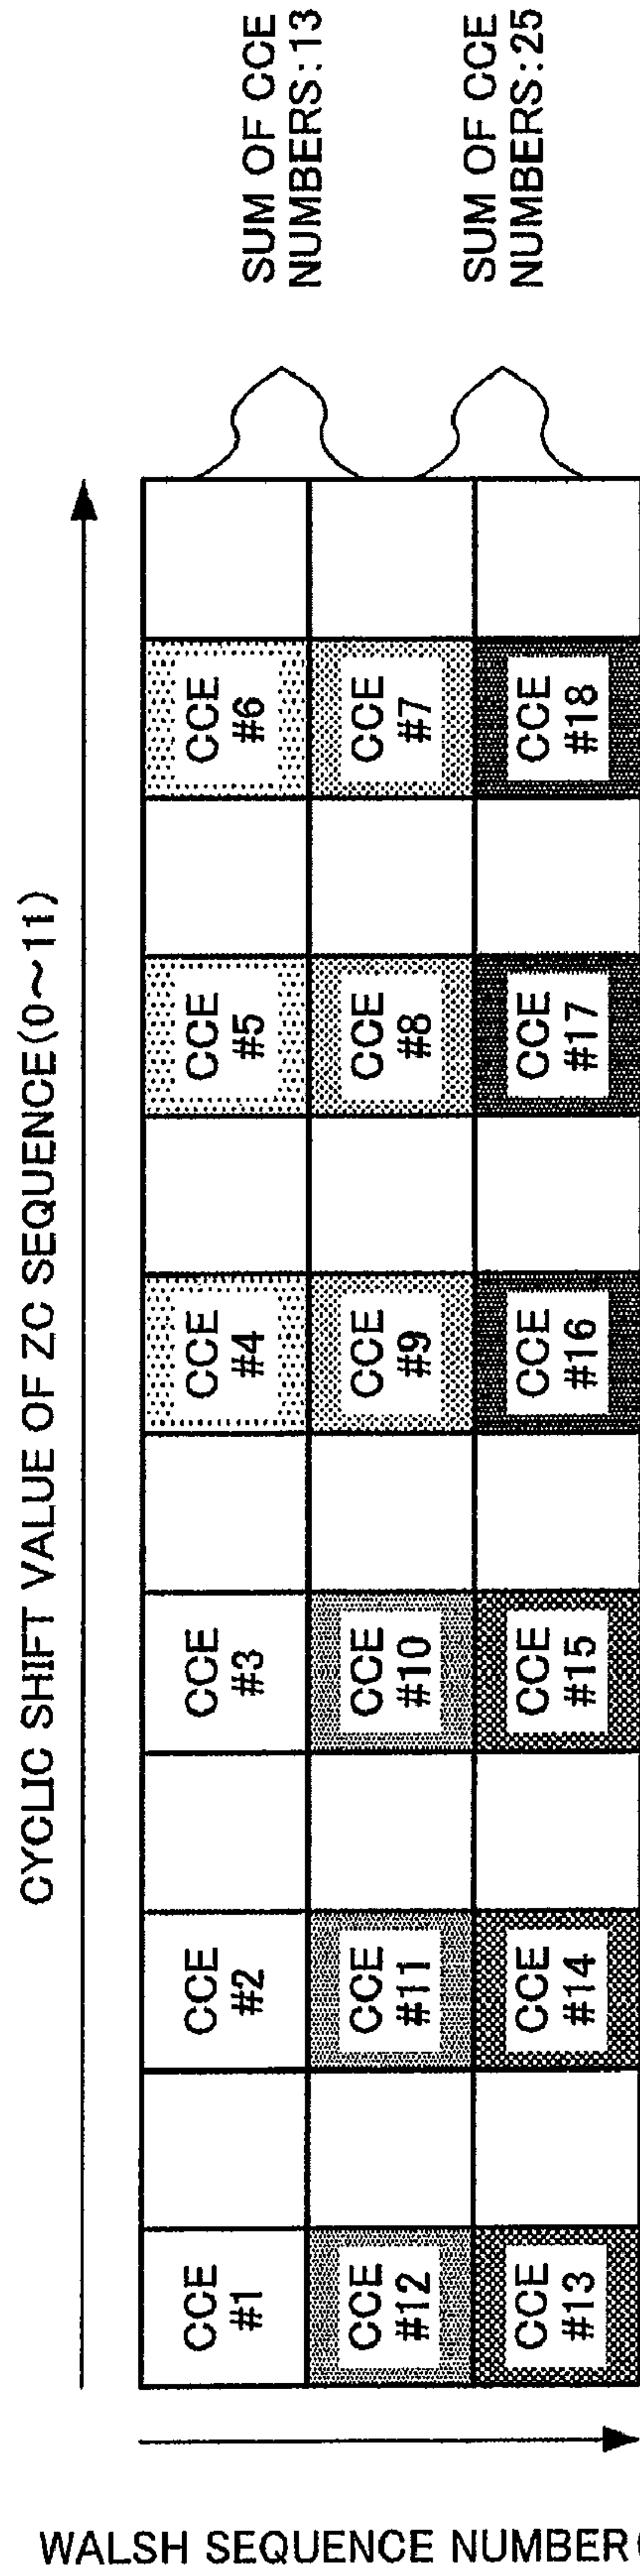 CYCLIC SHIFT VALUE OF ZC SEQUENCE(0~11)
CCE
#1
CCE
#2
CCE
#3
CCE
#4
CCE
#5
CCE
#6
CCE
#12
CCE
#11
CCE
#10
CCE
#9
CCE
#8
CCE
#7
CCE
#13
CCE
#14
CCE
#15
CCE
#16
CCE
#17
CCE
#18
SUM OF CCE
NUMBERS:13
SUM OF CCE
NUMBERS:25
WALSH SEQUENCE NUMBER(